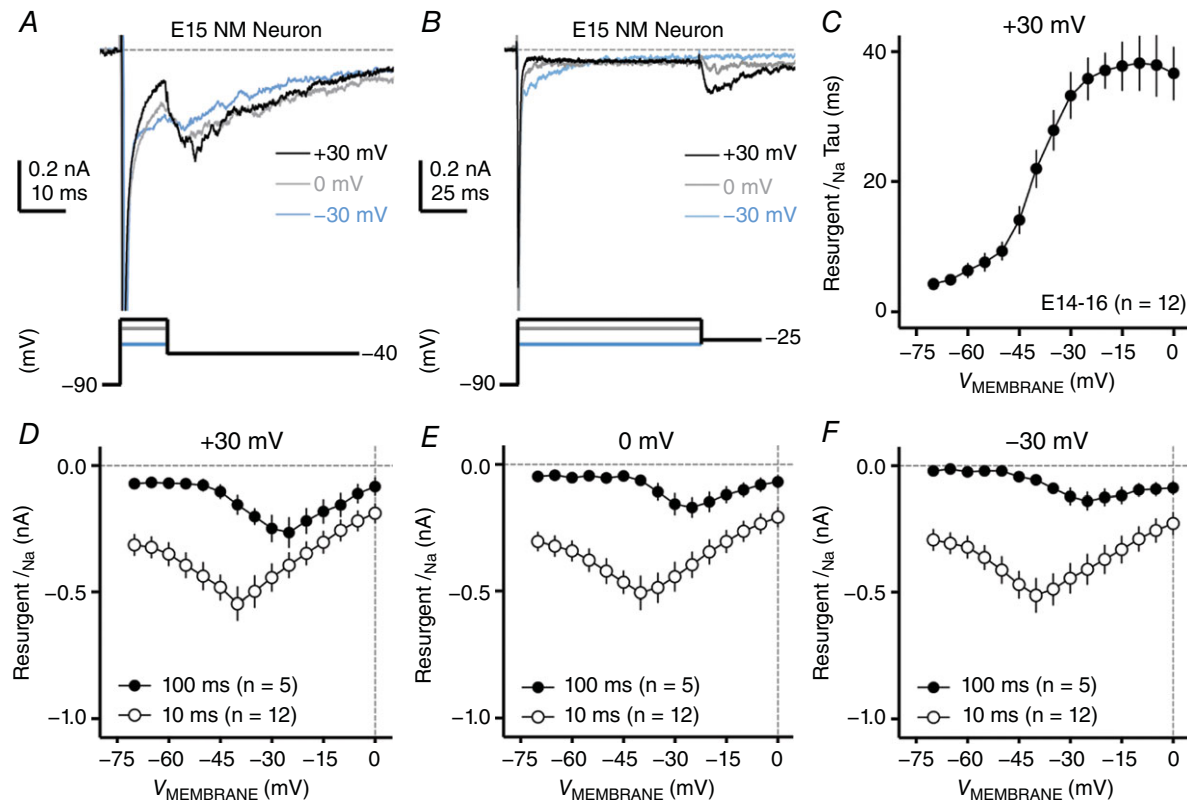 A
E15 NM Neuron
0.2 nA
10 ms
+30 mV
0 mV
−30 mV
(mV)
−90
−40
B
E15 NM Neuron
0.2 nA
25 ms
+30 mV
0 mV
−30 mV
(mV)
−90
−25
C
+30 mV
Resurgent INa Tau (ms)
40
20
0
E14-16 (n = 12)
−75 −60 −45 −30 −15 0
VMEMBRANE (mV)
D
+30 mV
Resurgent INa (nA)
0.0
−0.5
−1.0
100 ms (n = 5)
10 ms (n = 12)
−75 −60 −45 −30 −15 0
VMEMBRANE (mV)
E
0 mV
Resurgent INa (nA)
0.0
−0.5
−1.0
100 ms (n = 5)
10 ms (n = 12)
−75 −60 −45 −30 −15 0
VMEMBRANE (mV)
F
−30 mV
Resurgent INa (nA)
0.0
−0.5
−1.0
100 ms (n = 5)
10 ms (n = 12)
−75 −60 −45 −30 −15 0
VMEMBRANE (mV)